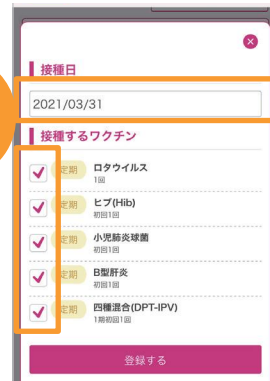 接種日
2021/03/31
接種するワクチン
定期 ロタウイルス
1回
定期 ヒブ(Hib)
初回1回
定期 小児肺炎球菌
初回1回
定期 B型肝炎
初回1回
定期 四種混合(DPT-IPV)
1期初回1回
登録する